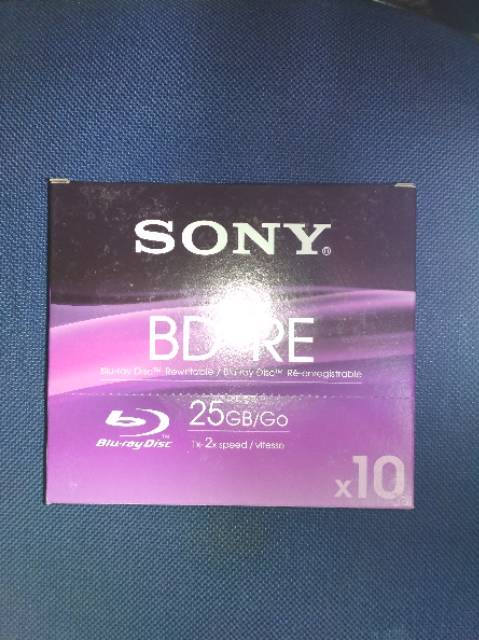 SONY®
BD-RE
Blu-ray Disc™ Rewritable / Blu-ray Disc™ Ré-enregistrable
Blu-ray Disc™
25GB/Go
1x-2x speed / vitesse
x10